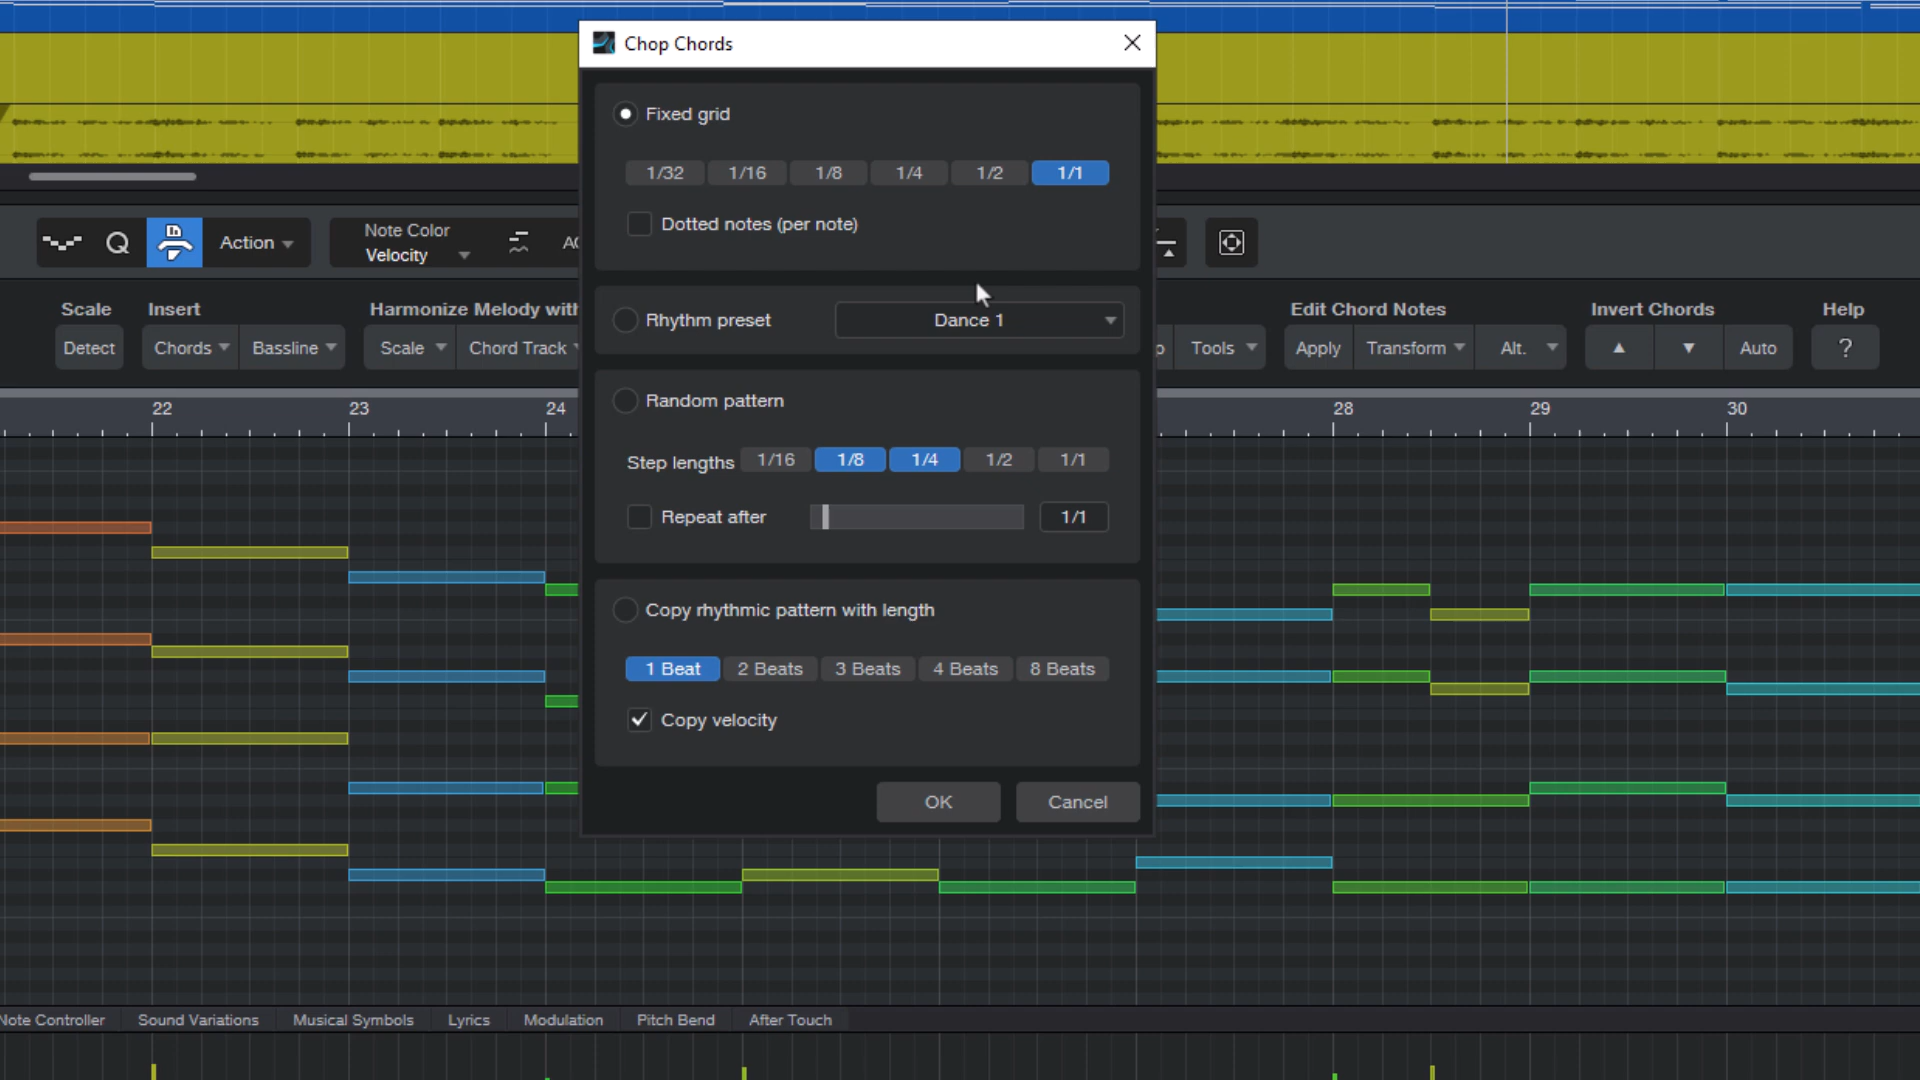 Chop Chords
Fixed grid
1/32 1/16 1/8 1/4 1/2 1/1
Dotted notes (per note)
Action
Note Color
Velocity
Rhythm preset
Dance 1
Scale
Insert
Harmonize Melody with
Edit Chord Notes
Invert Chords
Help
Detect
Chords
Bassline
Scale
Chord Track
Tools
Apply
Transform
Alt.
Auto
?
Random pattern
22 23 24 28 29 30
Step lengths 1/16 1/8 1/4 1/2 1/1
Repeat after
1/1
Copy rhythmic pattern with length
1 Beat 2 Beats 3 Beats 4 Beats 8 Beats
Copy velocity
OK
Cancel
Note Controller Sound Variations Musical Symbols Lyrics Modulation Pitch Bend After Touch